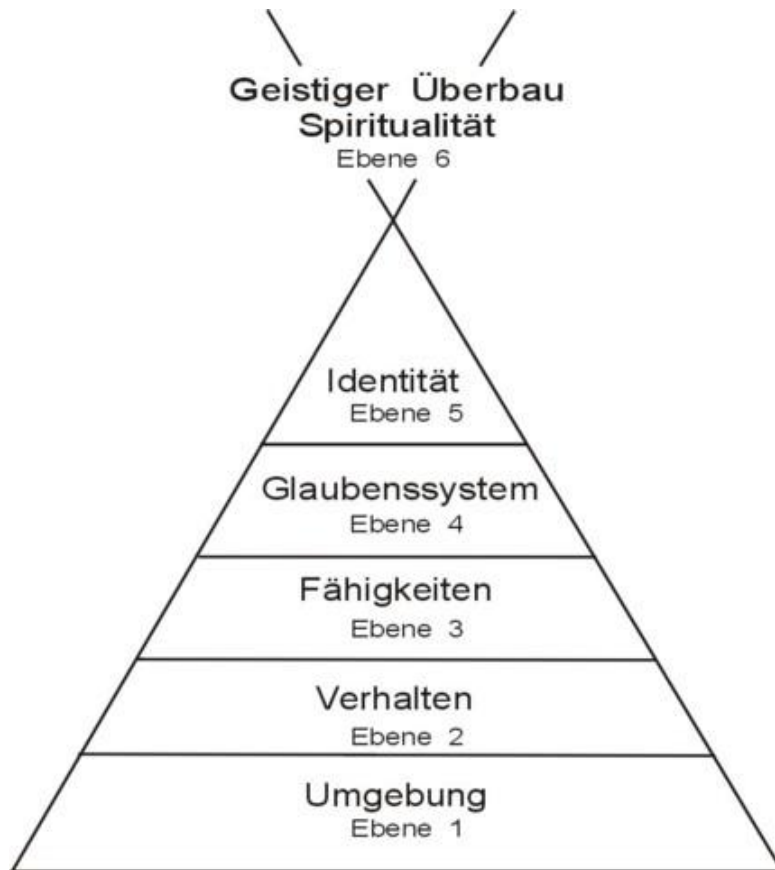 Geistiger Überbau
Spiritualität
Ebene 6
Identität
Ebene 5
Glaubenssystem
Ebene 4
Fähigkeiten
Ebene 3
Verhalten
Ebene 2
Umgebung
Ebene 1